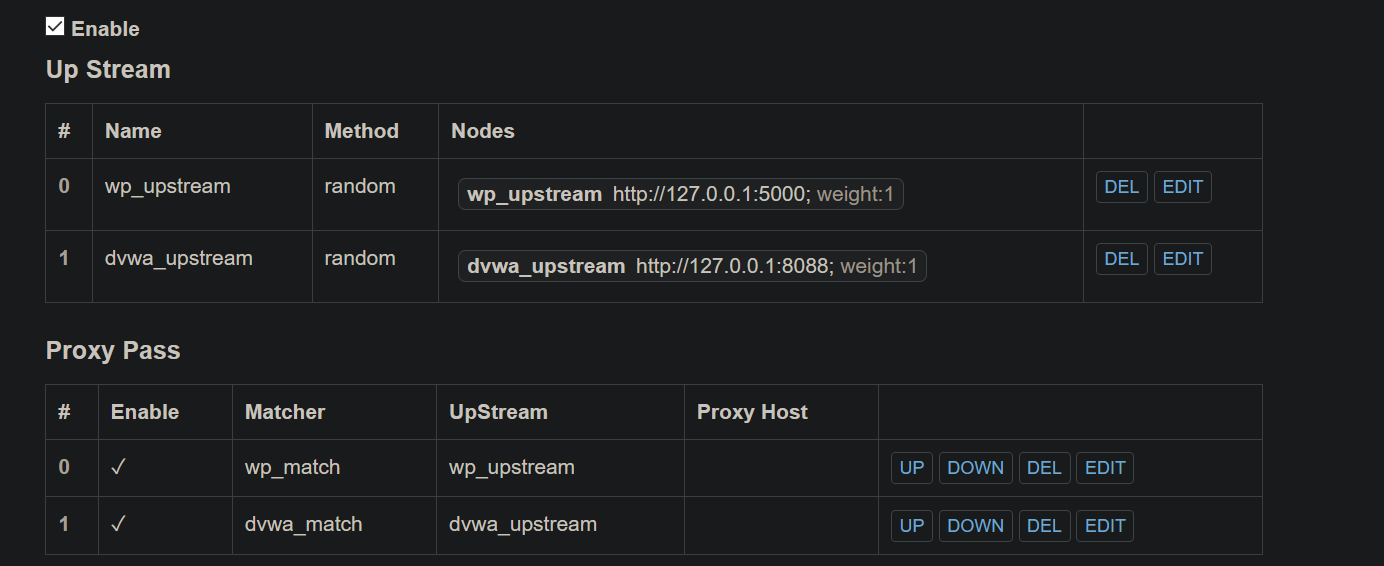 Enable
Up Stream
# Name Method Nodes
0 wp_upstream random wp_upstream http://127.0.0.1:5000; weight:1 DEL EDIT
1 dvwa_upstream random dvwa_upstream http://127.0.0.1:8088; weight:1 DEL EDIT
Proxy Pass
# Enable Matcher UpStream Proxy Host
0 ✓ wp_match wp_upstream UP DOWN DEL EDIT
1 ✓ dvwa_match dvwa_upstream UP DOWN DEL EDIT